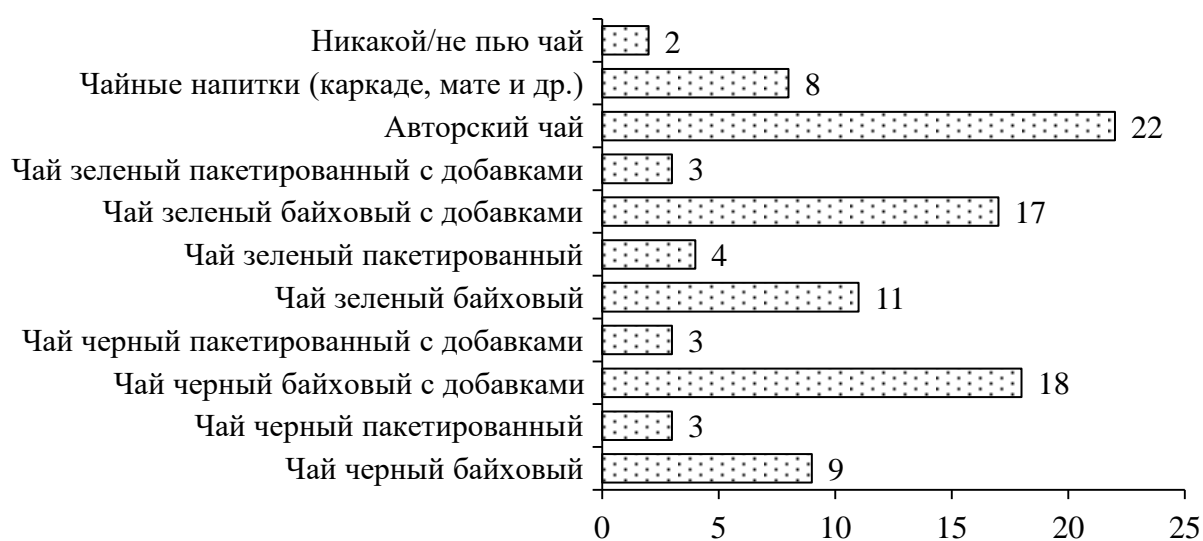 Никакой/не пью чай 2
Чайные напитки (каркаде, мате и др.) 8
Авторский чай 22
Чай зеленый пакетированный с добавками 3
Чай зеленый байховый с добавками 17
Чай зеленый пакетированный 4
Чай зеленый байховый 11
Чай черный пакетированный с добавками 3
Чай черный байховый с добавками 18
Чай черный пакетированный 3
Чай черный байховый 9
0 5 10 15 20 25